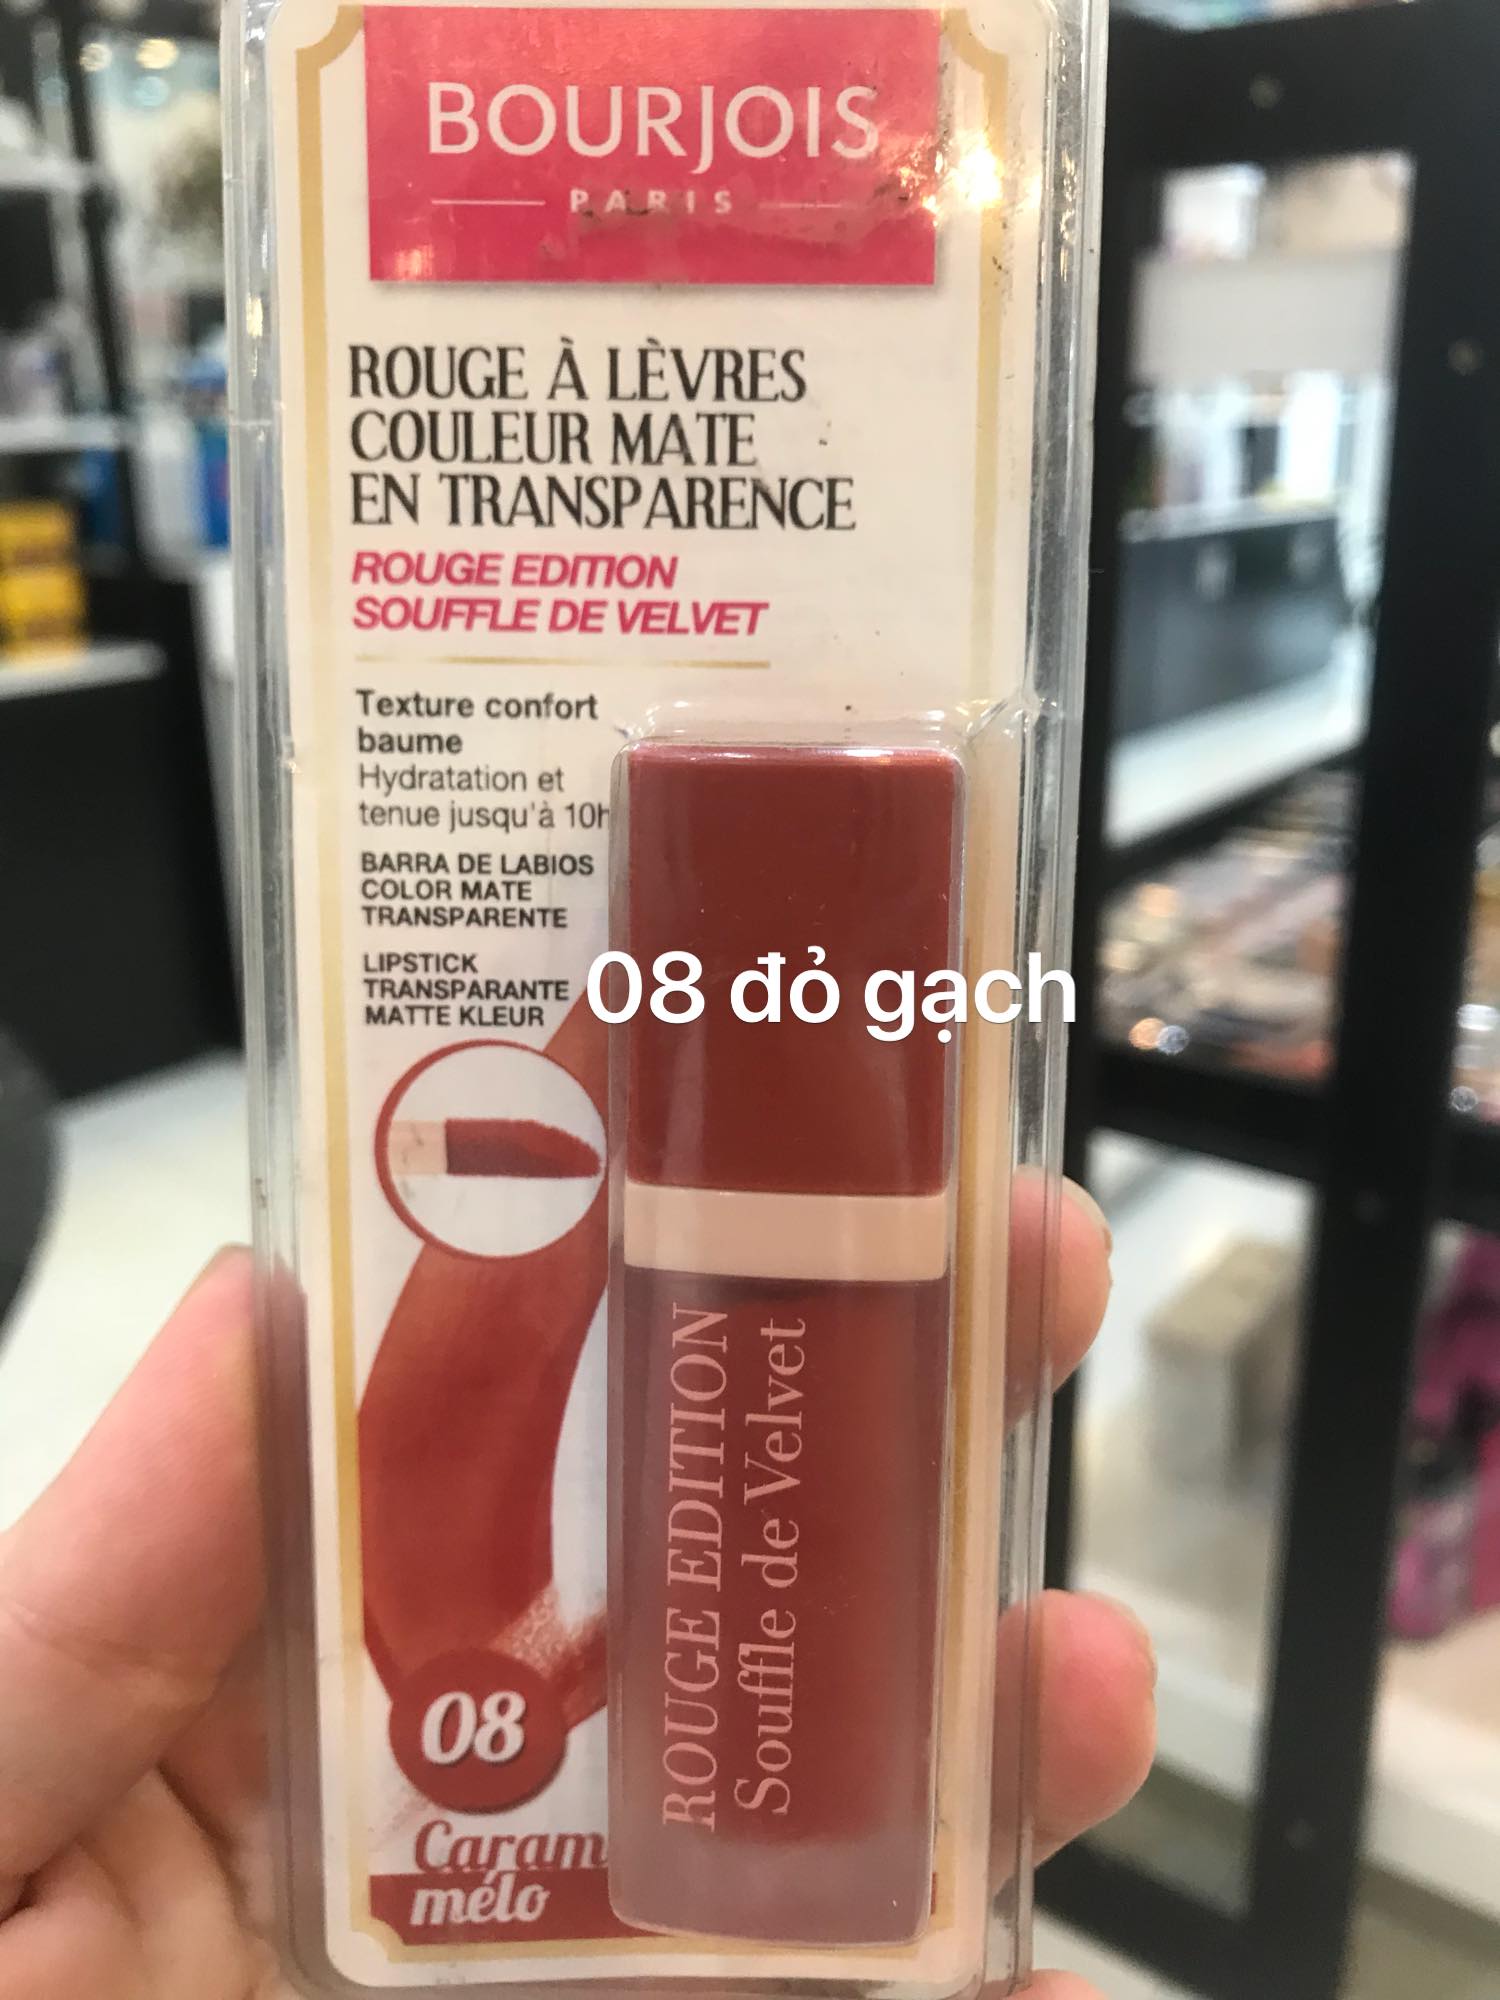 BOURJOIS
PARIS
ROUGE À LÈVRES
COULEUR MATE
EN TRANSPARENCE
ROUGE EDITION
SOUFFLE DE VELVET
Texture confort
baume
Hydratation et
tenue jusqu'à 10h
BARRA DE LABIOS
COLOR MATE
TRANSPARENTE
LIPSTICK
TRANSPARANTE
MATTE KLEUR
08 đỏ gạch
ROUGE EDITION
Souffle de Velvet
08
Caram
mélo